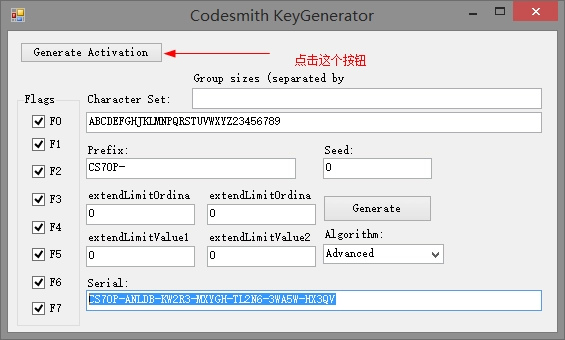 Codesmith KeyGenerator
Generate Activation
点击这个按钮
Group sizes (separated by
Flags
Character Set:
F0
ABCDEFGHJKLMNPQRSTUVWXYZ23456789
F1
Prefix:
Seed:
F2
CS70P-
0
F3
extendLimitOrdina
extendLimitOrdina
0
0
Generate
F4
extendLimitValue1
extendLimitValue2
Algorithm:
F5
0
0
Advanced
F6
Serial:
F7
CS70P-ANLDB-KW2R3-MXYGH-TL2N6-3WA5W-HX3QV